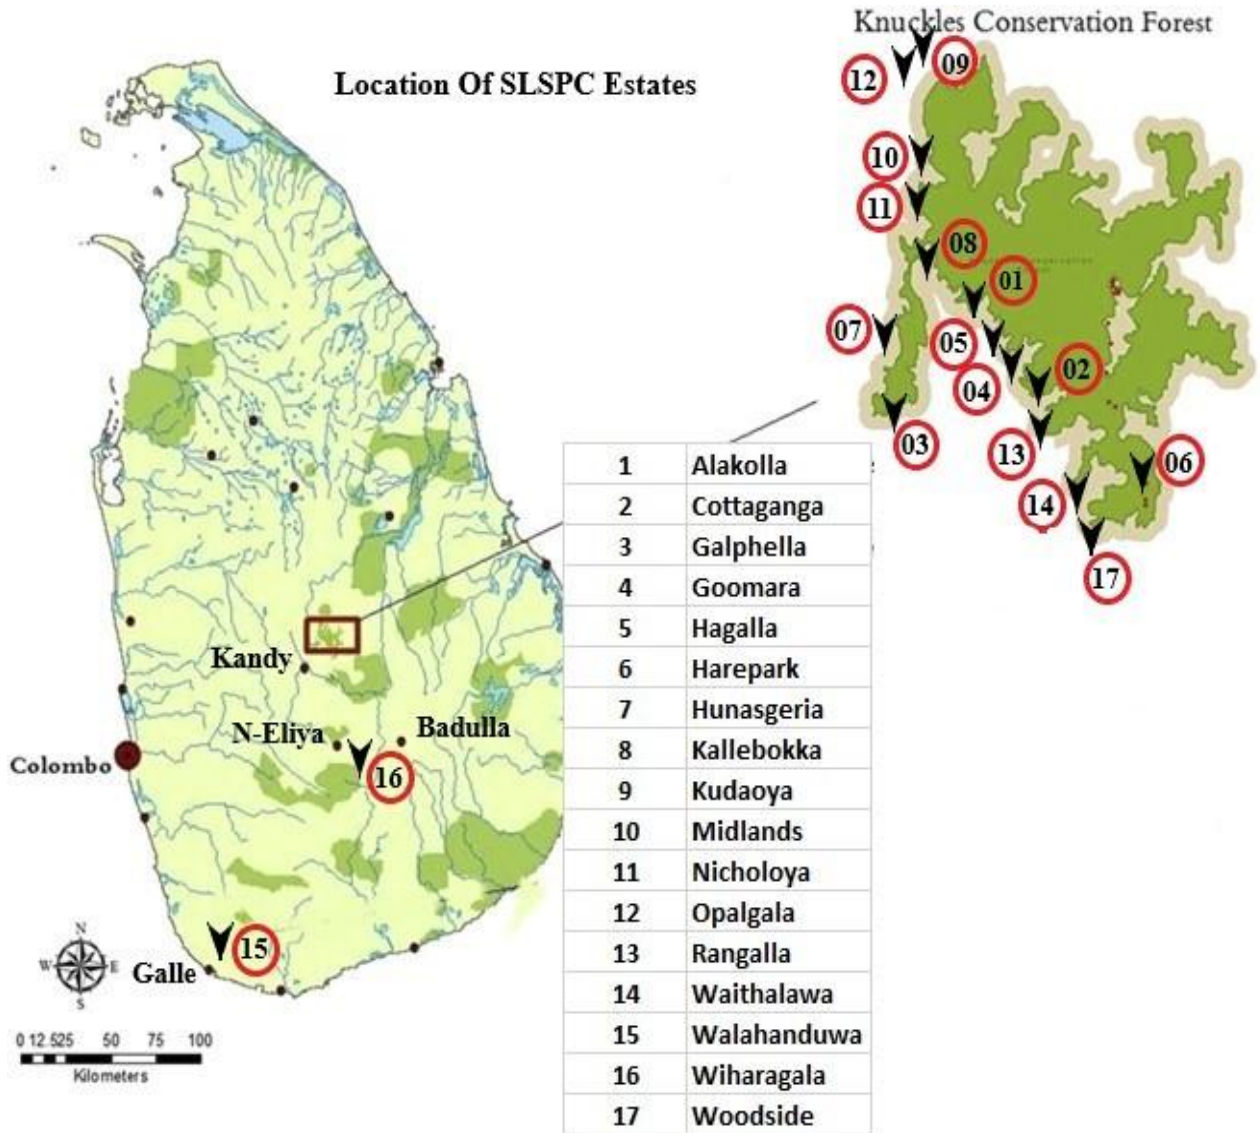 Knuckles Conservation Forest
Location Of SLSPC Estates
09
12
10
11
08
01
07
05
02
04
03
13
06
14
17
1 Alakolla
2 Cottaganga
3 Galphella
4 Goomara
5 Hagalla
6 Harepark
7 Hunasgeria
8 Kallebokka
9 Kudaoya
10 Midlands
11 Nicholoya
12 Opalgala
13 Rangalla
14 Waithalawa
15 Walahanduwa
16 Wiharagala
17 Woodside
Kandy
N-Eliya
Badulla
Colombo
16
15
Galle
N
W E
S
0 12.525 50 75 100
Kilometers